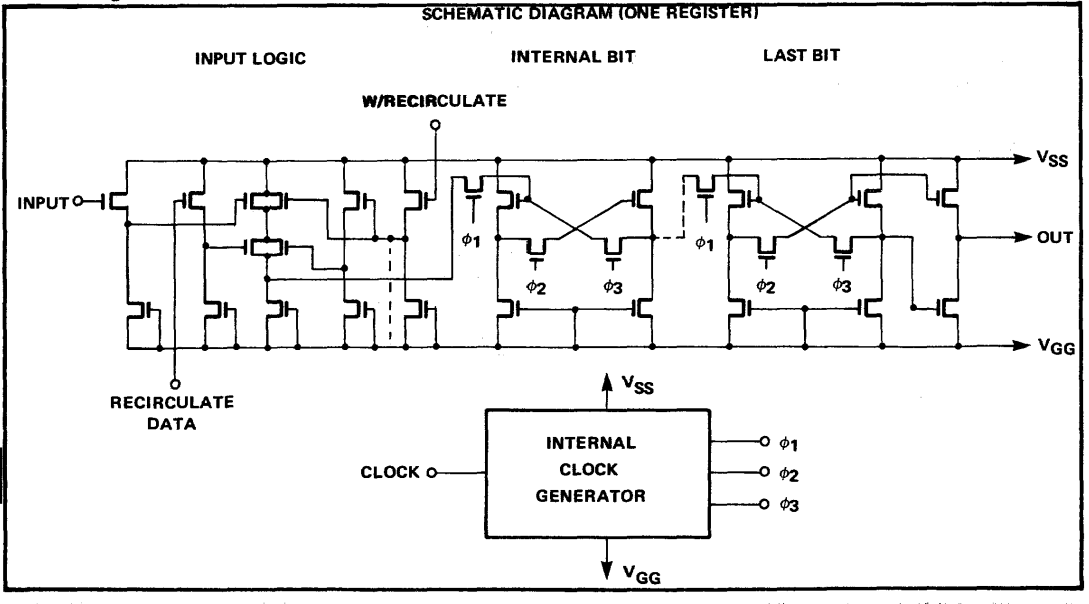 SCHEMATIC DIAGRAM (ONE REGISTER)
INPUT LOGIC
INTERNAL BIT
LAST BIT
W/RECIRCULATE
VSS
INPUT
ϕ1
ϕ1
OUT
ϕ2
ϕ3
ϕ2
ϕ3
VGG
RECIRCULATE
DATA
VSS
INTERNAL
CLOCK
GENERATOR
CLOCK
ϕ1
ϕ2
ϕ3
VGG